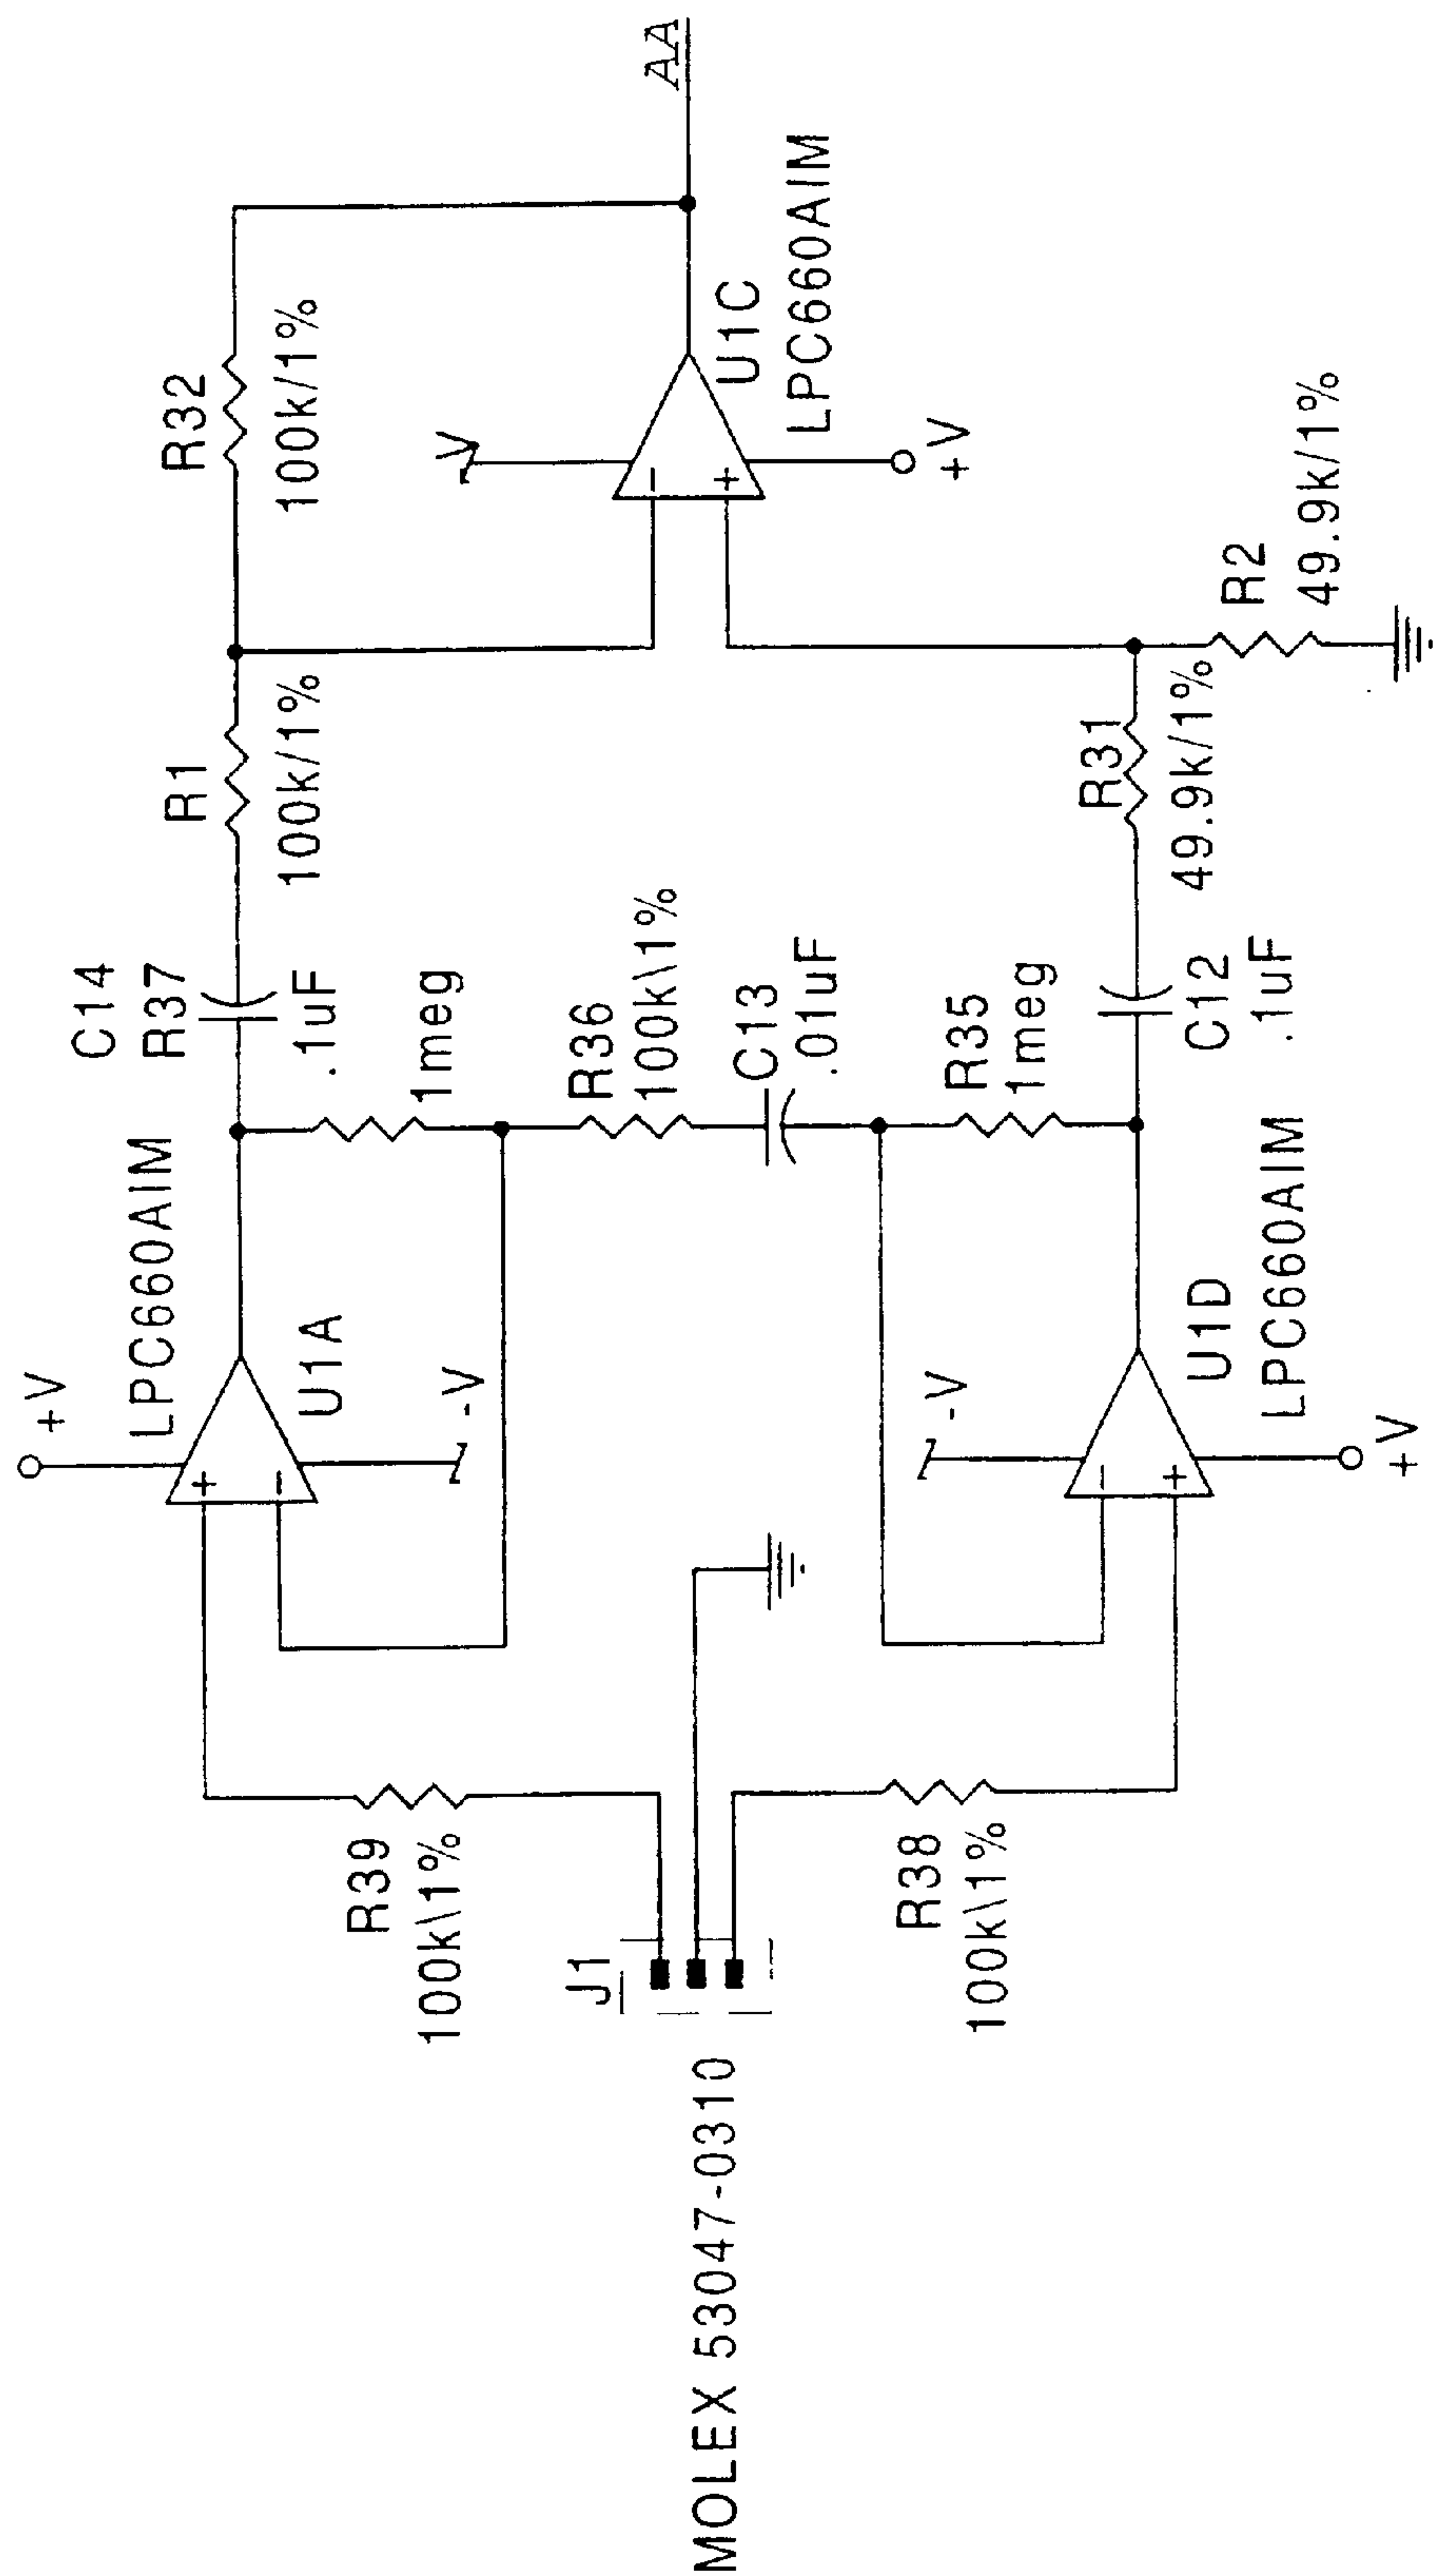 MOLEX 53047-0310
J1
R39
100k\1%
R38
100k\1%
+V
LPC660AIM
U1A
-V
-V
U1D
LPC660AIM
+V
C14
R37
.1uF
1meg
R36
100k\1%
C13
.01uF
R35
1meg
C12
.1uF
R1
100k/1%
R31
49.9k/1%
R32
100k/1%
-V
U1C
LPC660AIM
+V
R2
49.9k/1%
AA